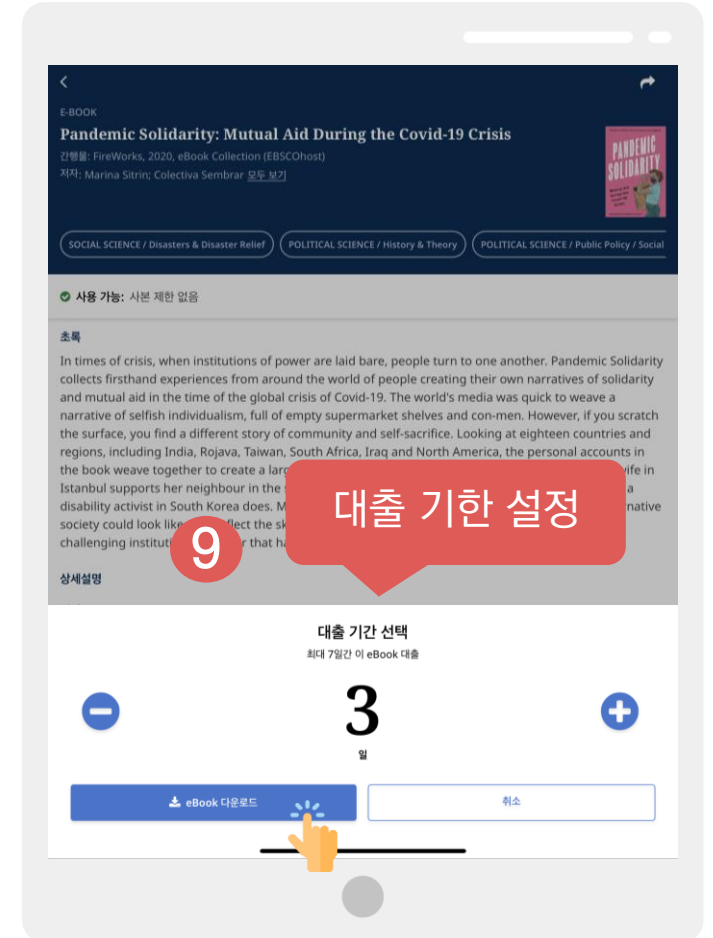 E-BOOK
Pandemic Solidarity: Mutual Aid During the Covid-19 Crisis
간행물: FireWorks, 2020, eBook Collection (EBSCOhost)
저자: Marina Sitrin; Colectiva Sembrar 모두 보기
PANDEMIC
SOLIDARITY
SOCIAL SCIENCE / Disasters & Disaster Relief
POLITICAL SCIENCE / History & Theory
POLITICAL SCIENCE / Public Policy / Social
사용 가능: 사본 제한 없음
초록
In times of crisis, when institutions of power are laid bare, people turn to one another. Pandemic Solidarity
collects firsthand experiences from around the world of people creating their own narratives of solidarity
and mutual aid in the time of the global crisis of Covid-19. The world's media was quick to weave a
narrative of selfish individualism, full of empty supermarket shelves and con-men. However, if you scratch
the surface, you find a different story of community and self-sacrifice. Looking at eighteen countries and
regions, including India, Rojava, Taiwan, South Africa, Iraq and North America, the personal accounts in
the book weave together to create a
Istanbul supports her neighbour in the
a
disability activist in South Korea does.
society could look
the
challenging
that
대출 기한 설정
9
상세설명
대출 기간 선택
최대 7일간 이 eBook 대출
3
일
eBook 다운로드
취소